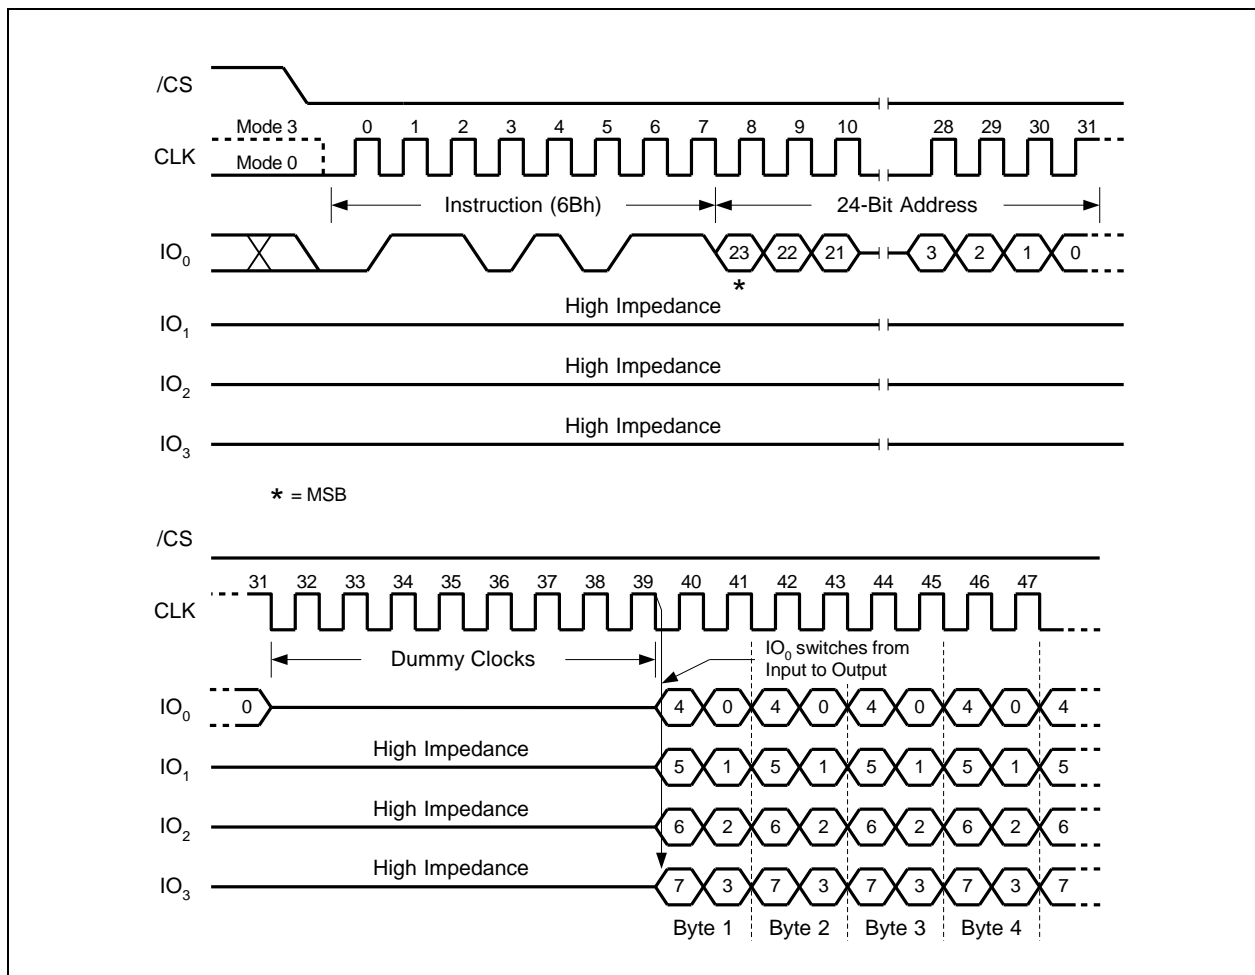 /CS
Mode 3 0 1 2 3 4 5 6 7 8 9 10 28 29 30 31
CLK Mode 0
Instruction (6Bh) 24-Bit Address
IO0 23 22 21 3 2 1 0
*
High Impedance
IO1
High Impedance
IO2
High Impedance
IO3
* = MSB
/CS
31 32 33 34 35 36 37 38 39 40 41 42 43 44 45 46 47
CLK
Dummy Clocks
IO0 switches from
Input to Output
IO0 0 4 0 4 0 4 0 4 0 4
High Impedance
IO1 5 1 5 1 5 1 5 1 5
High Impedance
IO2 6 2 6 2 6 2 6 2 6
High Impedance
IO3 7 3 7 3 7 3 7 3 7
Byte 1 Byte 2 Byte 3 Byte 4